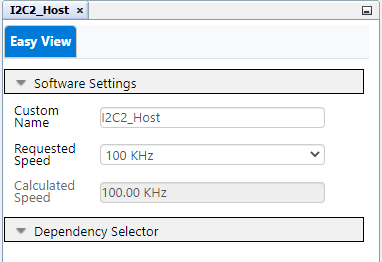 I2C2_Host ×
Easy View
Software Settings
Custom
Name
I2C2_Host
Requested
Speed
100 KHz
Calculated
Speed
100.00 KHz
Dependency Selector